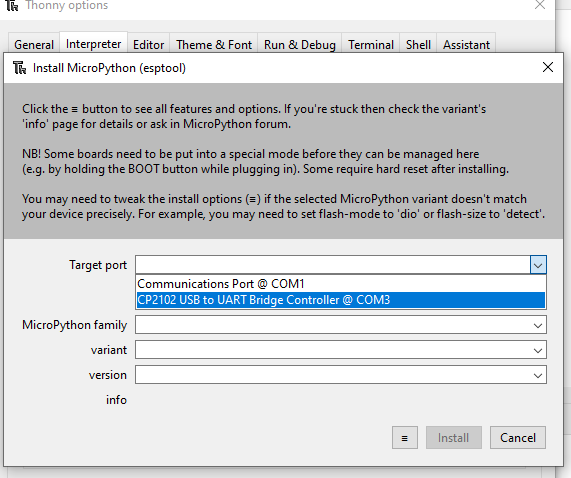 Thonny options
General Interpreter Editor Theme & Font Run & Debug Terminal Shell Assistant
Install MicroPython (esptool)
Click the ≡ button to see all features and options. If you're stuck then check the variant's
'info' page for details or ask in MicroPython forum.
NB! Some boards need to be put into a special mode before they can be managed here
(e.g. by holding the BOOT button while plugging in). Some require hard reset after installing.
You may need to tweak the install options (≡) if the selected MicroPython variant doesn't match
your device precisely. For example, you may need to set flash-mode to 'dio' or flash-size to 'detect'.
Target port
Communications Port @ COM1
CP2102 USB to UART Bridge Controller @ COM3
MicroPython family
variant
version
info
≡ Install Cancel